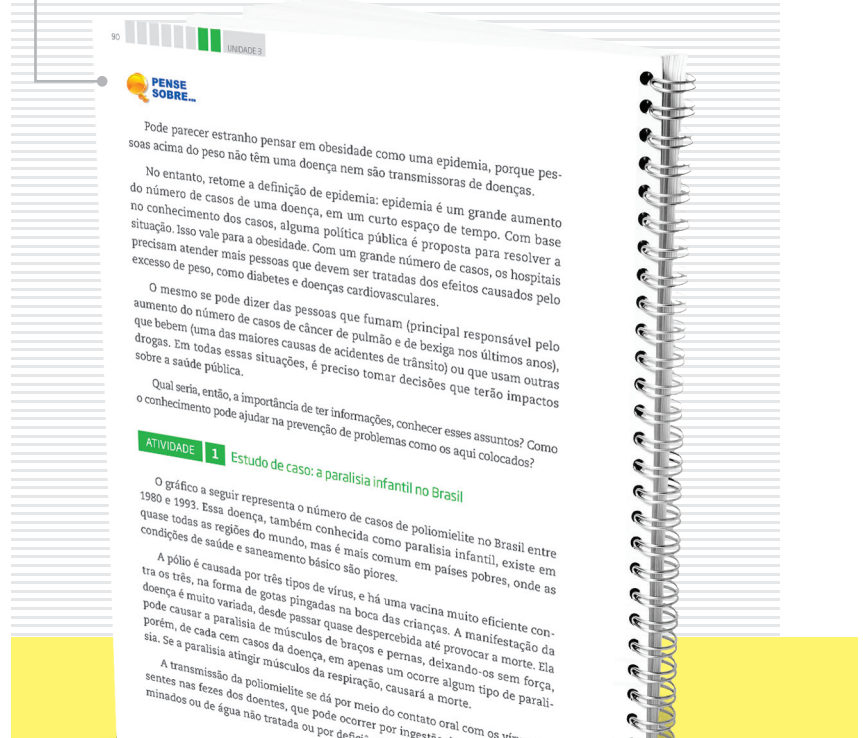 90
UNIDADE 3
PENSE
SOBRE...
Pode parecer estranho pensar em obesidade como uma epidemia, porque pes-
soas acima do peso não têm uma doença nem são transmissoras de doenças.
No entanto, retome a definição de epidemia: epidemia é um grande aumento
do número de casos de uma doença, em um curto espaço de tempo. Com base
no conhecimento dos casos, alguma política pública é proposta para resolver a
situação. Isso vale para a obesidade. Com um grande número de casos, os hospitais
precisam atender mais pessoas que devem ser tratadas dos efeitos causados pelo
excesso de peso, como diabetes e doenças cardiovasculares.
O mesmo se pode dizer das pessoas que fumam (principal responsável pelo
aumento do número de casos de câncer de pulmão e de bexiga nos últimos anos),
que bebem (uma das maiores causas de acidentes de trânsito) ou que usam outras
drogas. Em todas essas situações, é preciso tomar decisões que terão impactos
sobre a saúde pública.
Qual seria, então, a importância de ter informações, conhecer esses assuntos? Como
o conhecimento pode ajudar na prevenção de problemas como os aqui colocados?
ATIVIDADE 1 Estudo de caso: a paralisia infantil no Brasil
O gráfico a seguir representa o número de casos de poliomielite no Brasil entre
1980 e 1993. Essa doença, também conhecida como paralisia infantil, existe em
quase todas as regiões do mundo, mas é mais comum em países pobres, onde as
condições de saúde e saneamento básico são piores.
A pólio é causada por três tipos de vírus, e há uma vacina muito eficiente con-
tra os três, na forma de gotas pingadas na boca das crianças. A manifestação da
doença é muito variada, desde passar quase despercebida até provocar a morte. Ela
pode causar a paralisia de músculos de braços e pernas, deixando-os sem força,
porém, de cada cem casos da doença, em apenas um ocorre algum tipo de parali-
sia. Se a paralisia atingir músculos da respiração, causará a morte.
A transmissão da poliomielite se dá por meio do contato oral com os
sentes nas fezes dos doentes, que pode ocorrer por ingestão
minados ou de água não tratada ou por